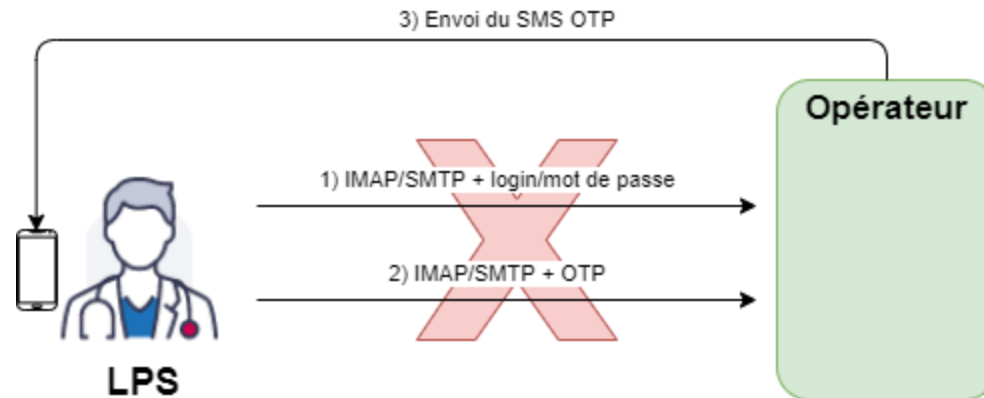 3) Envoi du SMS OTP
Opérateur
1) IMAP/SMTP + login/mot de passe
2) IMAP/SMTP + OTP
LPS